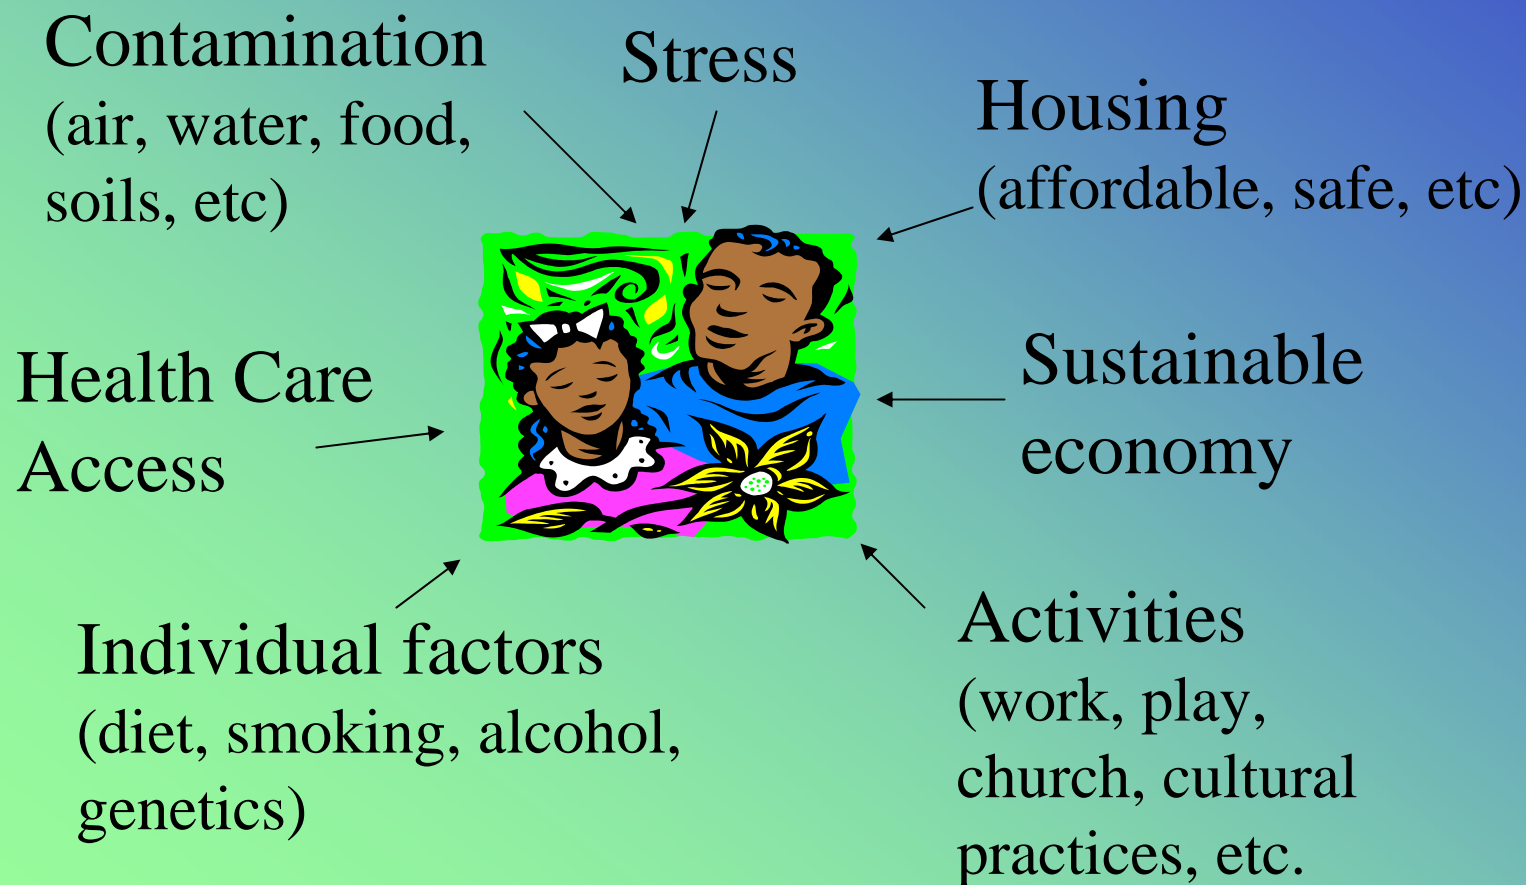 Contamination
(air, water, food,
soils, etc)
Stress
Housing
(affordable, safe, etc)
Health Care
Access
Sustainable
economy
Individual factors
(diet, smoking, alcohol,
genetics)
Activities
(work, play,
church, cultural
practices, etc.